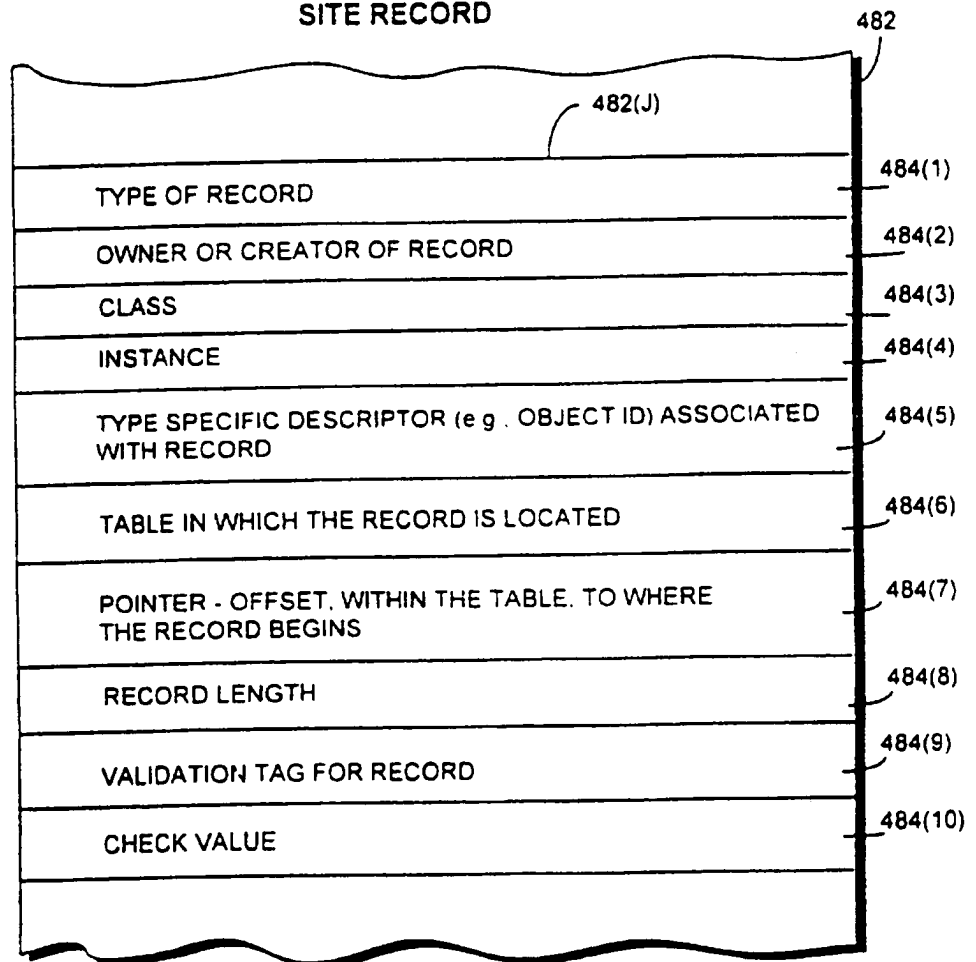 SITE RECORD
482
482(J)
TYPE OF RECORD
484(1)
OWNER OR CREATOR OF RECORD
484(2)
CLASS
484(3)
INSTANCE
484(4)
TYPE SPECIFIC DESCRIPTOR (e g . OBJECT ID) ASSOCIATED
WITH RECORD
484(5)
TABLE IN WHICH THE RECORD IS LOCATED
484(6)
POINTER - OFFSET, WITHIN THE TABLE, TO WHERE
THE RECORD BEGINS
484(7)
RECORD LENGTH
484(8)
VALIDATION TAG FOR RECORD
484(9)
CHECK VALUE
484(10)